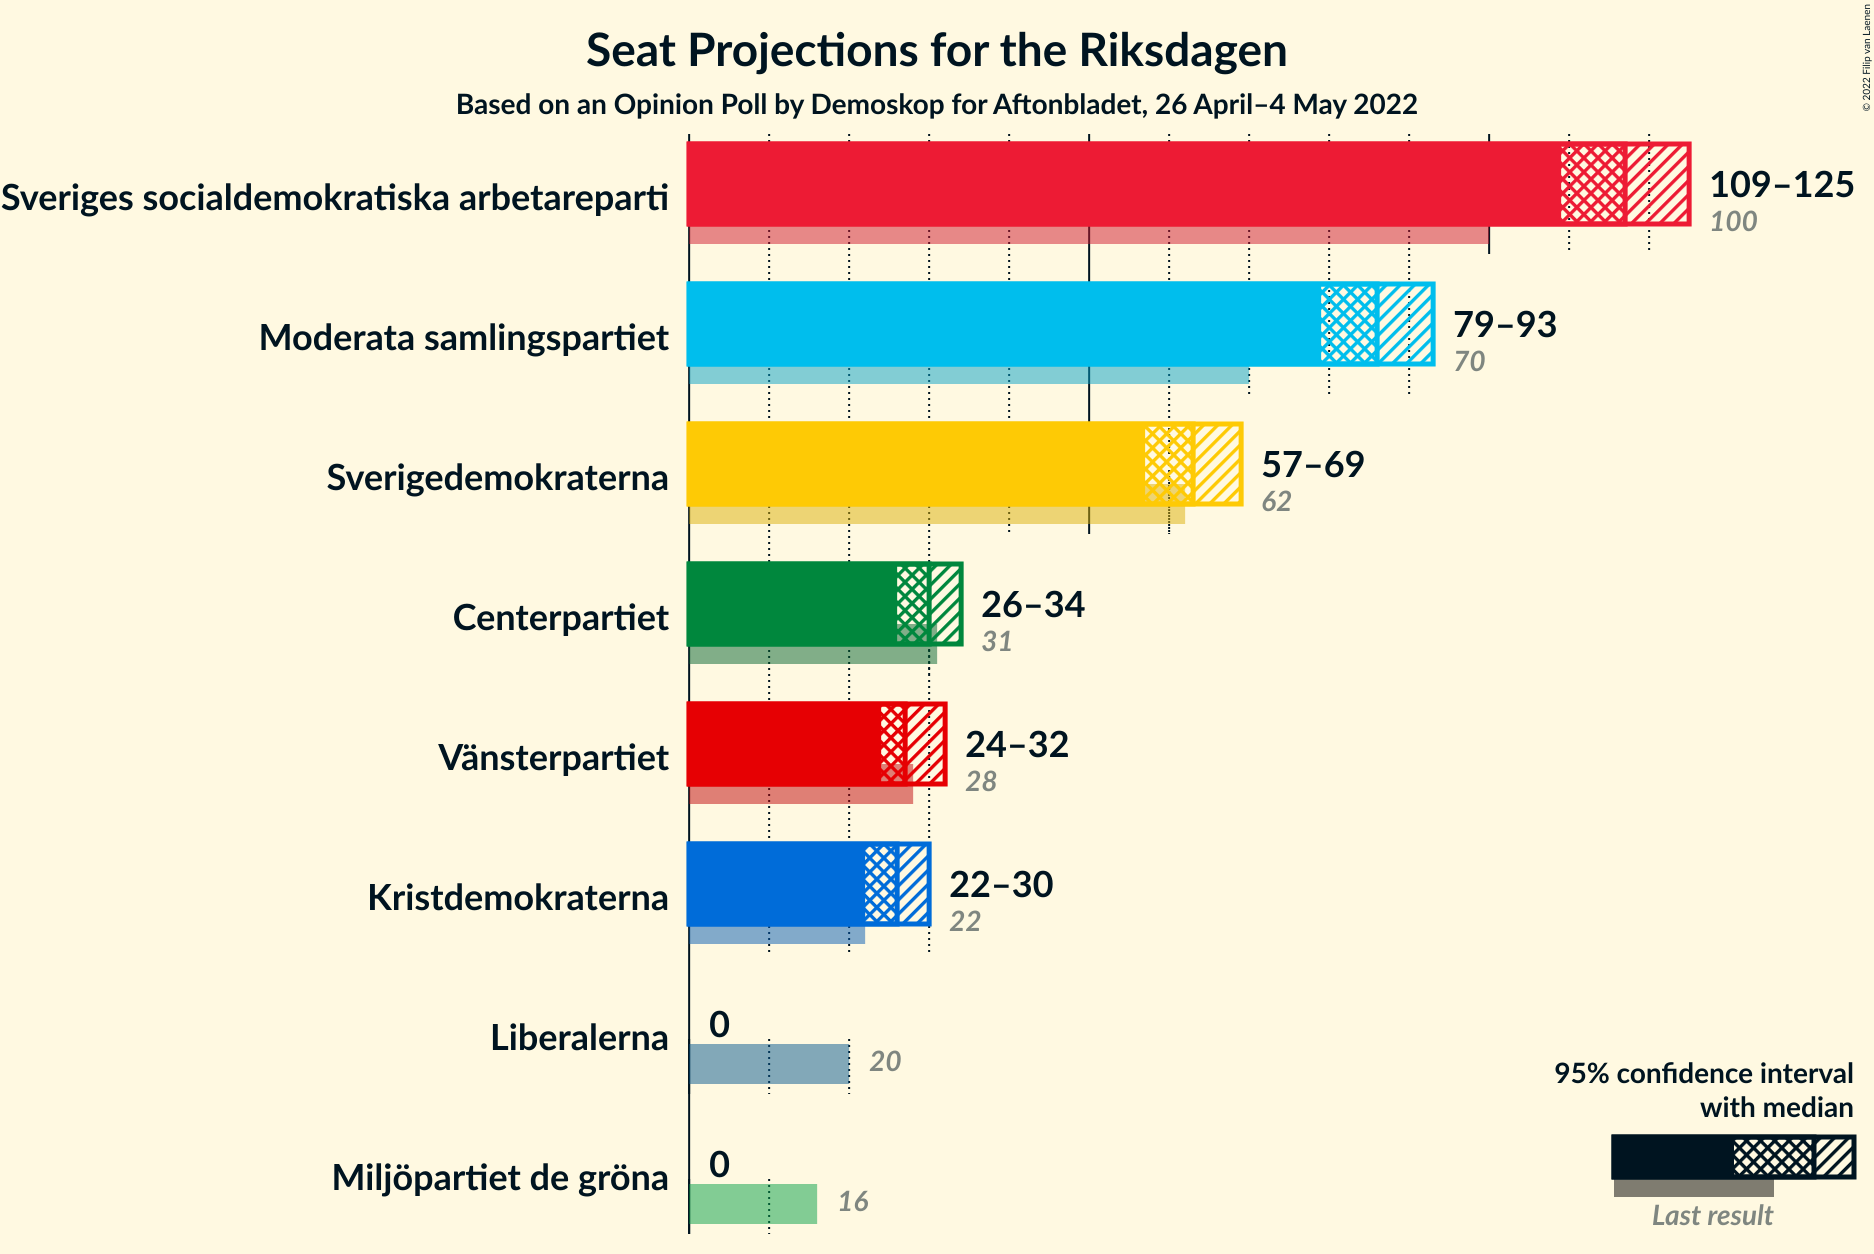 Seat Projections for the Riksdagen
Based on an Opinion Poll by Demoskop for Aftonbladet, 26 April–4 May 2022
© 2022 Filip van Laenen
Sveriges socialdemokratiska arbetareparti
109–125
100
Moderata samlingspartiet
79–93
70
Sverigedemokraterna
57–69
62
Centerpartiet
26–34
31
Vänsterpartiet
24–32
28
Kristdemokraterna
22–30
22
Liberalerna
0
20
Miljöpartiet de gröna
0
16
95% confidence interval
with median
Last result